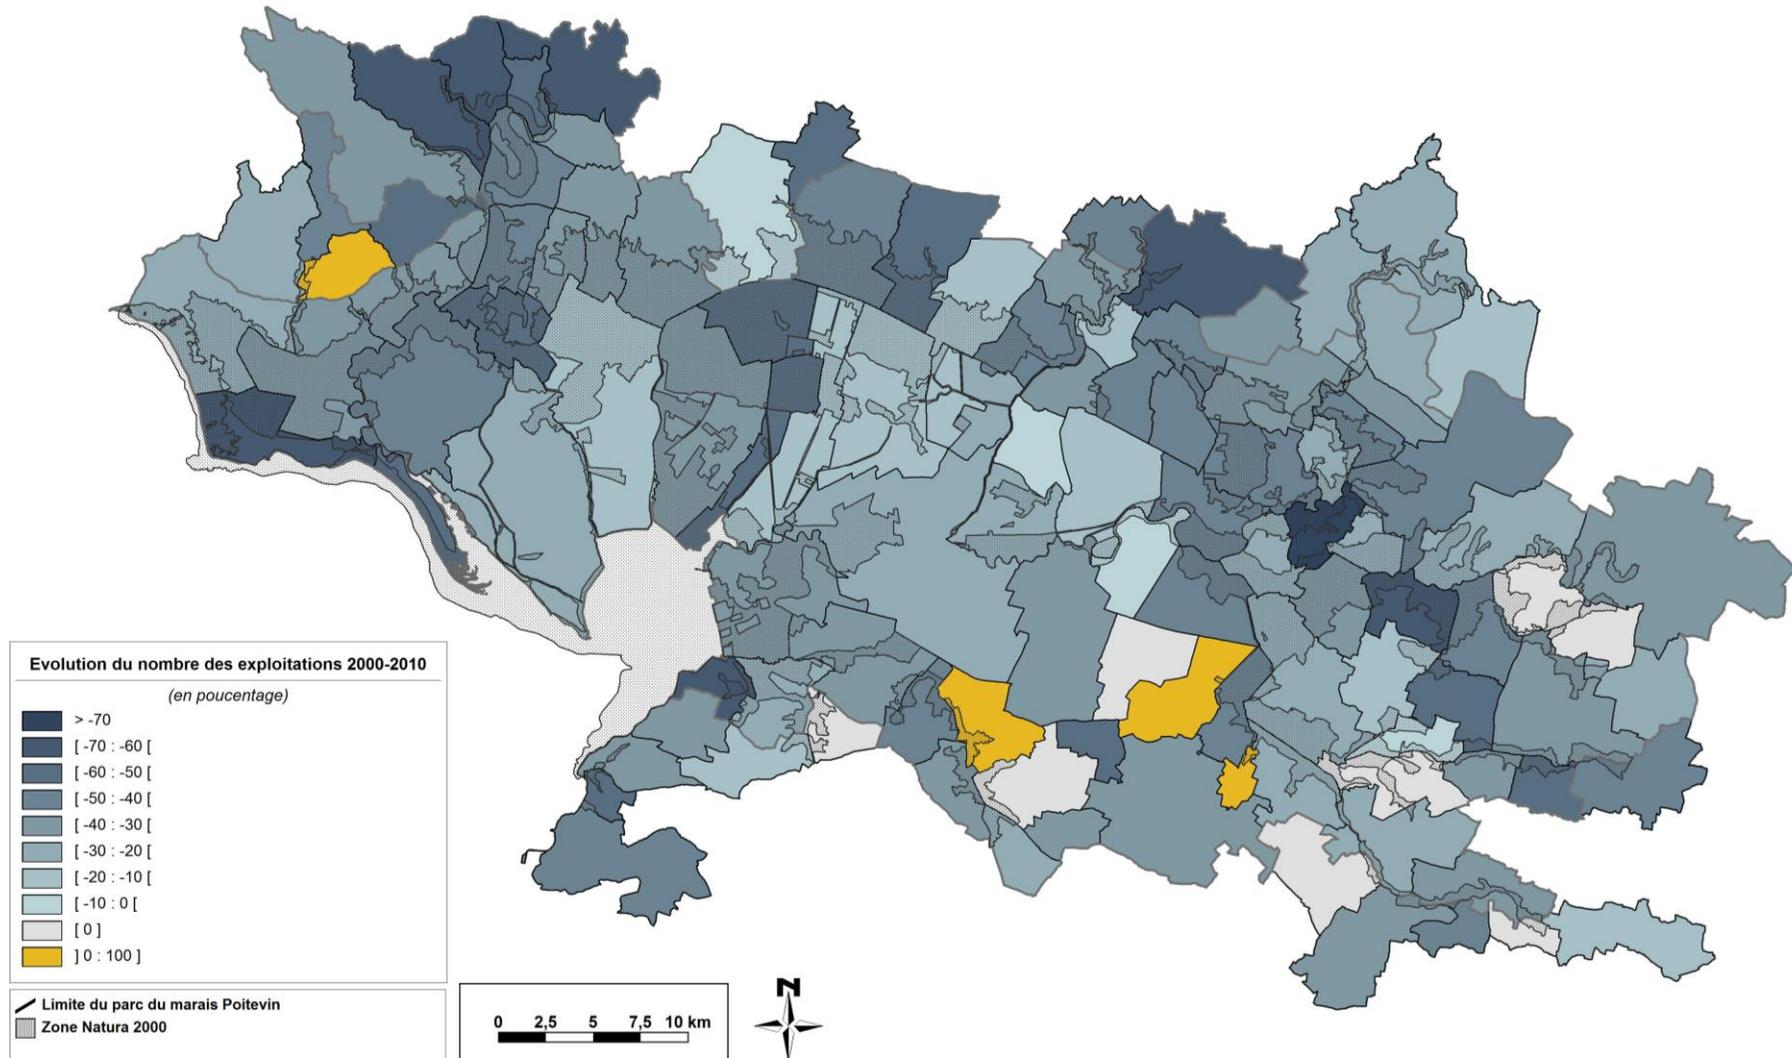 Evolution du nombre des exploitations 2000-2010
(en poucentage)
> -70
[ -70 : -60 [
[ -60 : -50 [
[ -50 : -40 [
[ -40 : -30 [
[ -30 : -20 [
[ -20 : -10 [
[ -10 : 0 [
[ 0 ]
] 0 : 100 ]
Limite du parc du marais Poitevin
Zone Natura 2000
0 2,5 5 7,5 10 km
N